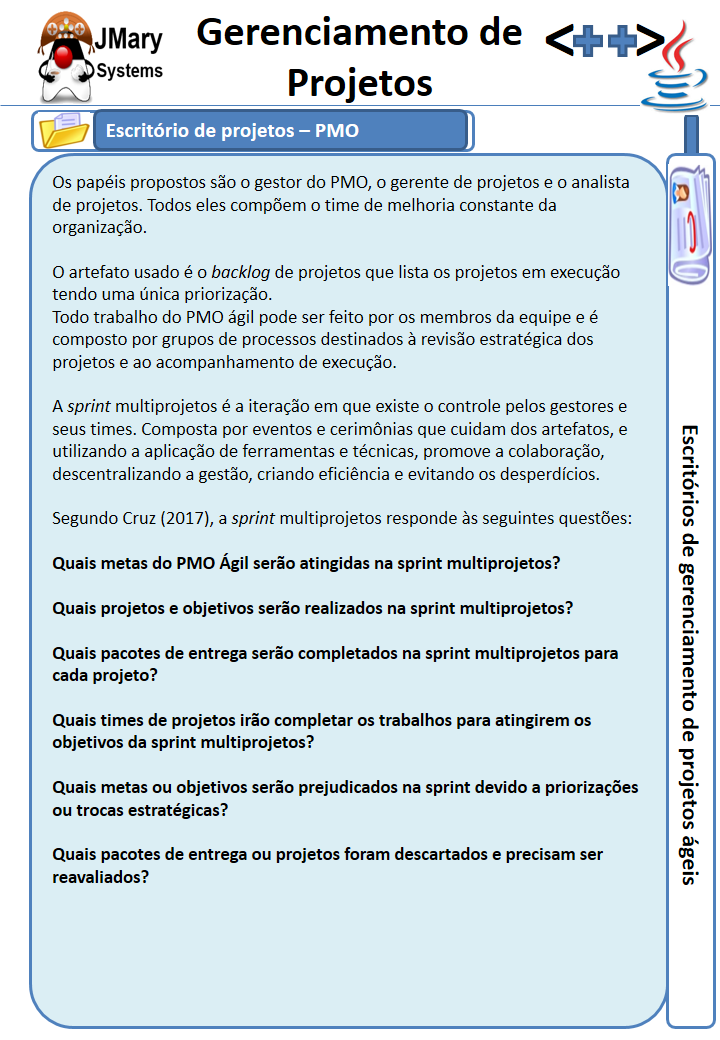 JMary
Systems
Gerenciamento de
Projetos
<++>
Escritório de projetos – PMO
Os papéis propostos são o gestor do PMO, o gerente de projetos e o analista
de projetos. Todos eles compõem o time de melhoria constante da
organização.
O artefato usado é o backlog de projetos que lista os projetos em execução
tendo uma única priorização.
Todo trabalho do PMO ágil pode ser feito por os membros da equipe e é
composto por grupos de processos destinados à revisão estratégica dos
projetos e ao acompanhamento de execução.
A sprint multiprojetos é a iteração em que existe o controle pelos gestores e
seus times. Composta por eventos e cerimônias que cuidam dos artefatos, e
utilizando a aplicação de ferramentas e técnicas, promove a colaboração,
descentralizando a gestão, criando eficiência e evitando os desperdícios.
Segundo Cruz (2017), a sprint multiprojetos responde às seguintes questões:
Quais metas do PMO Ágil serão atingidas na sprint multiprojetos?
Quais projetos e objetivos serão realizados na sprint multiprojetos?
Quais pacotes de entrega serão completados na sprint multiprojetos para
cada projeto?
Quais times de projetos irão completar os trabalhos para atingirem os
objetivos da sprint multiprojetos?
Quais metas ou objetivos serão prejudicados na sprint devido a priorizações
ou trocas estratégicas?
Quais pacotes de entrega ou projetos foram descartados e precisam ser
reavaliados?
Escritórios de gerenciamento de projetos ágeis